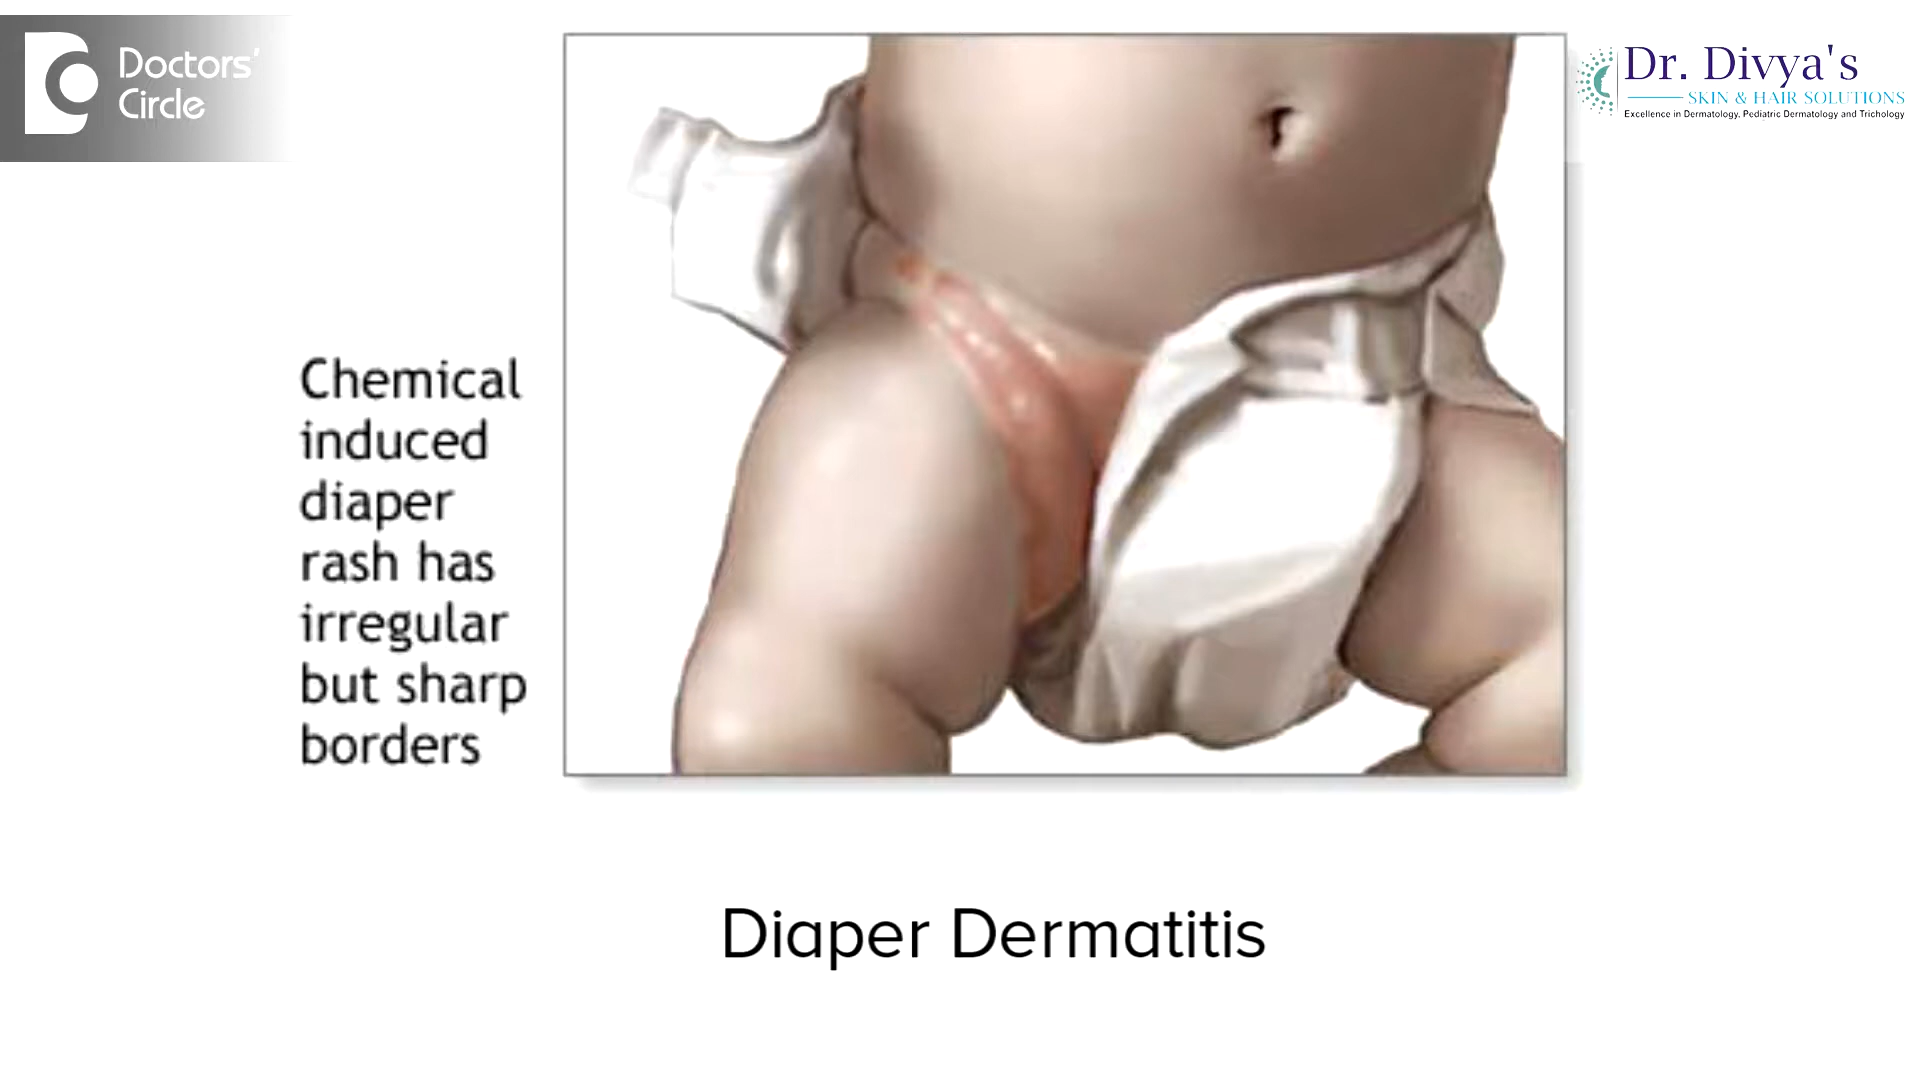 Doctors'
Circle
Dr. Divya's
SKIN & HAIR SOLUTIONS
Excellence in Dermatology, Pediatric Dermatology and Trichology
Chemical
induced
diaper
rash has
irregular
but sharp
borders
Diaper Dermatitis